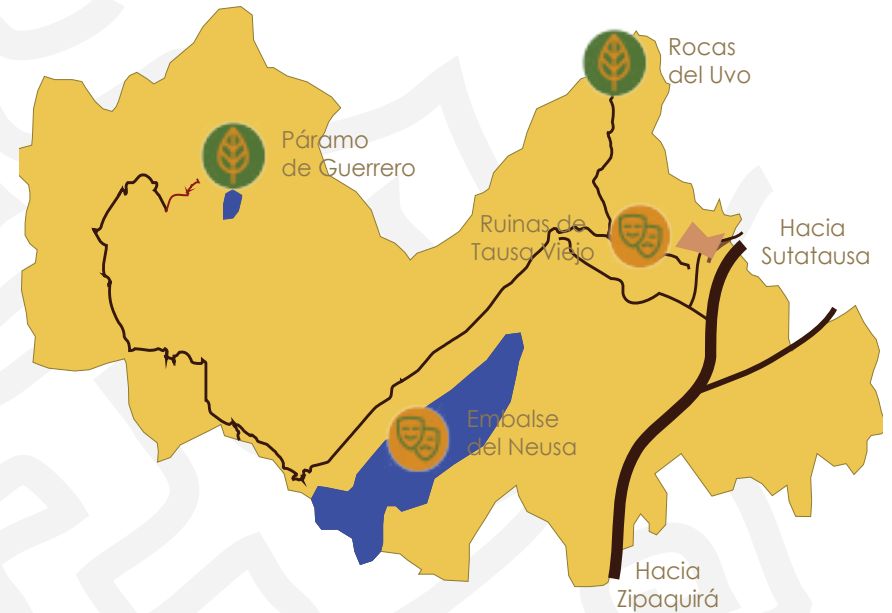 Rocas
del Uvo
Páramo
de Guerrero
Ruinas de
Tausa Viejo
Hacia
Sutatausa
Embalse
del Neusa
Hacia
Zipaquirá